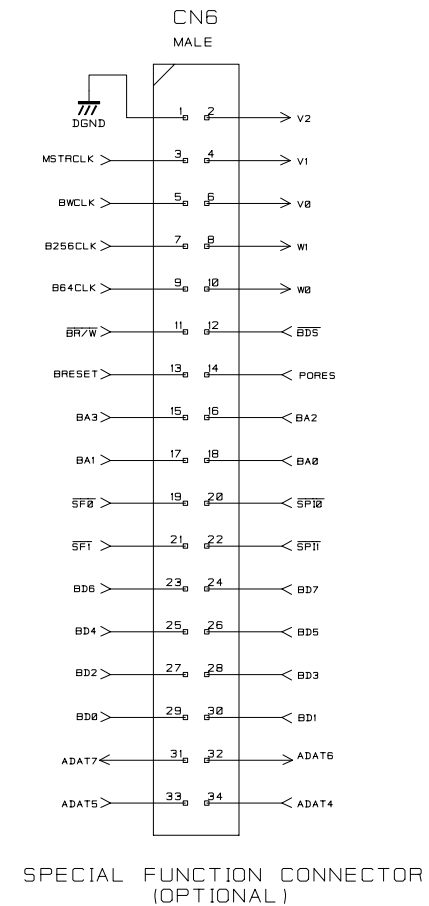 CN6
MALE
1 2 V2
DGND
MSTRCLK 3 4 V1
BWCLK 5 6 V0
B256CLK 7 8 W1
B64CLK 9 10 W0
BR/W 11 12 BDS
BRESET 13 14 PORES
BA3 15 16 BA2
BA1 17 18 BA0
SF0 19 20 SPI0
SF1 21 22 SPI1
BD6 23 24 BD7
BD4 25 26 BD5
BD2 27 28 BD3
BD0 29 30 BD1
ADAT7 31 32 ADAT6
ADAT5 33 34 ADAT4
SPECIAL FUNCTION CONNECTOR
(OPTIONAL)